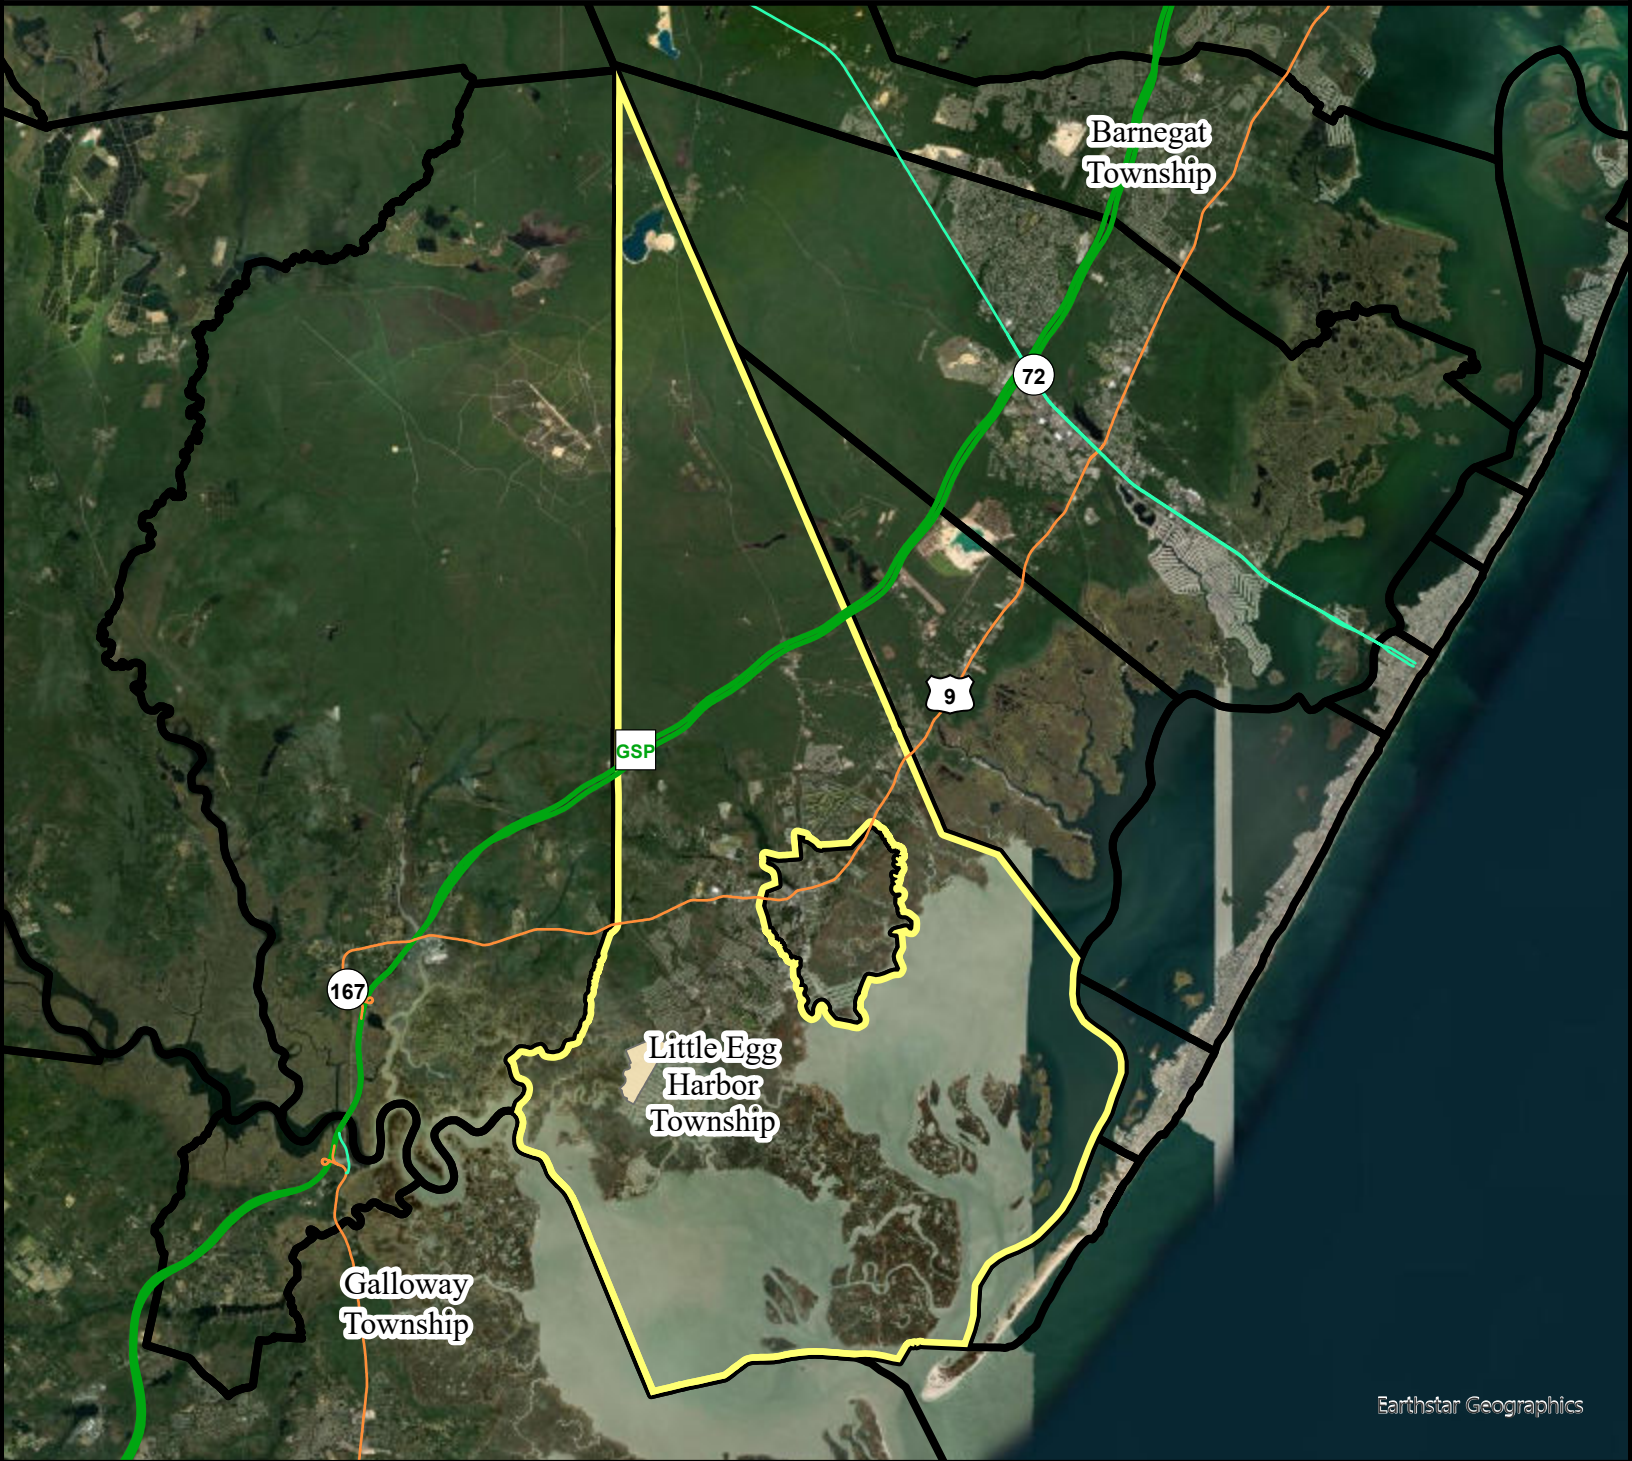 Barnegat
Township
72
9
GSP
167
Little Egg
Harbor
Township
Galloway
Township
Earthstar Geographics